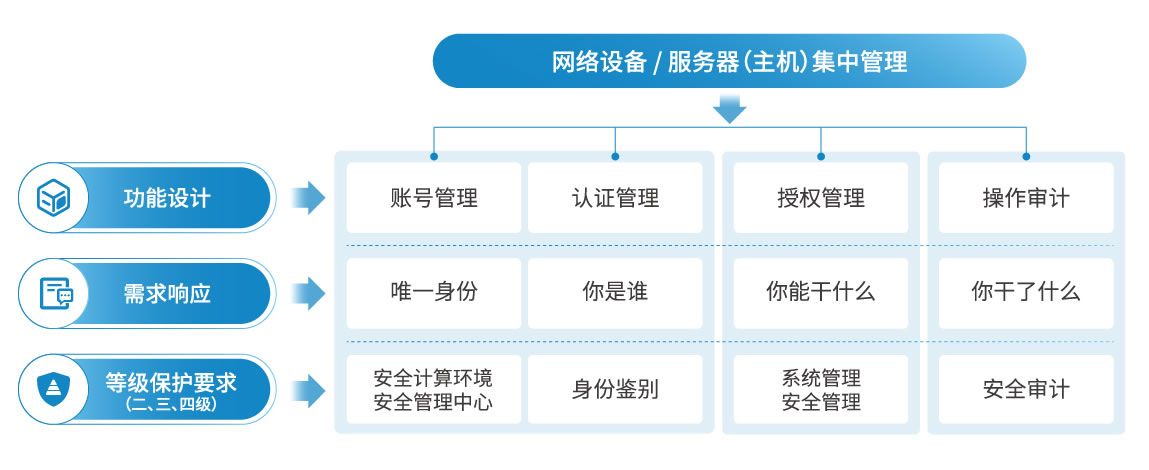 网络设备 / 服务器（主机）集中管理
功能设计
账号管理
认证管理
授权管理
操作审计
需求响应
唯一身份
你是谁
你能干什么
你干了什么
等级保护要求
（二、三、四级）
安全计算环境
安全管理中心
身份鉴别
系统管理
安全管理
安全审计